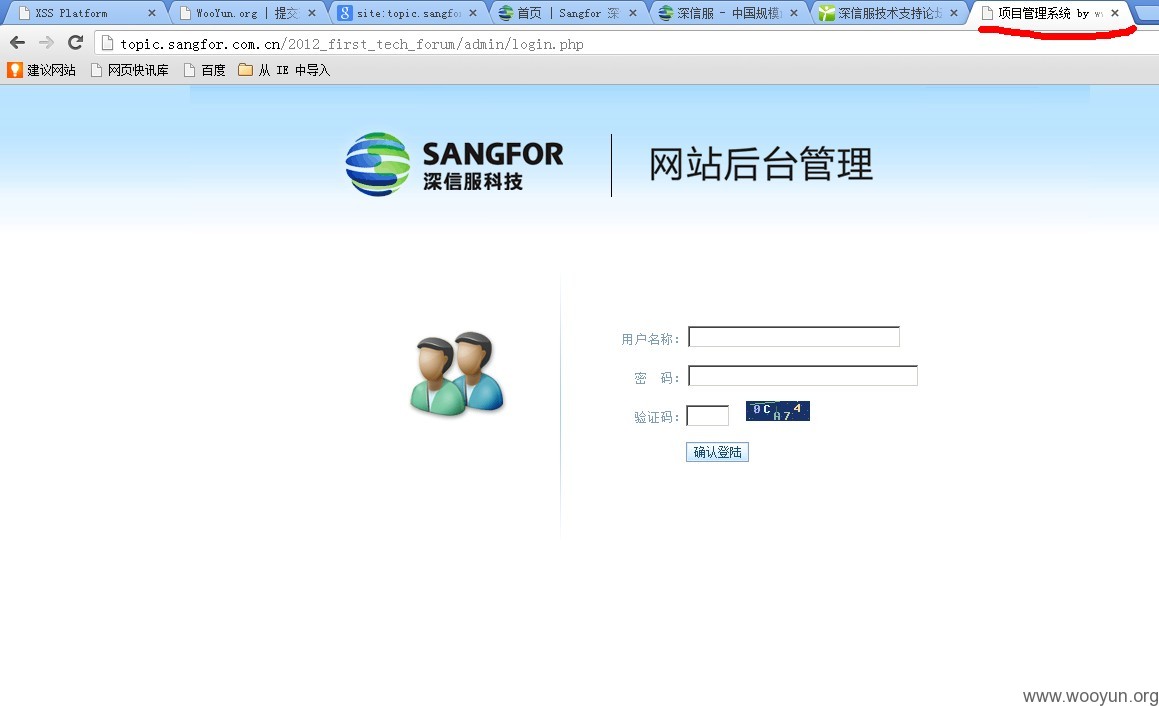 XSS Platform
WooYun.org | 提交
site:topic.sangfo
首页 | Sangfor 深
深信服 - 中国规模
深信服技术支持论
项目管理系统 by w
topic.sangfor.com.cn/2012_first_tech_forum/admin/login.php
建议网站 网页快讯库 百度 从 IE 中导入
SANGFOR
深信服科技
网站后台管理
用户名称：
密 码：
验证码： 0CA74
确认登陆
www.wooyun.org